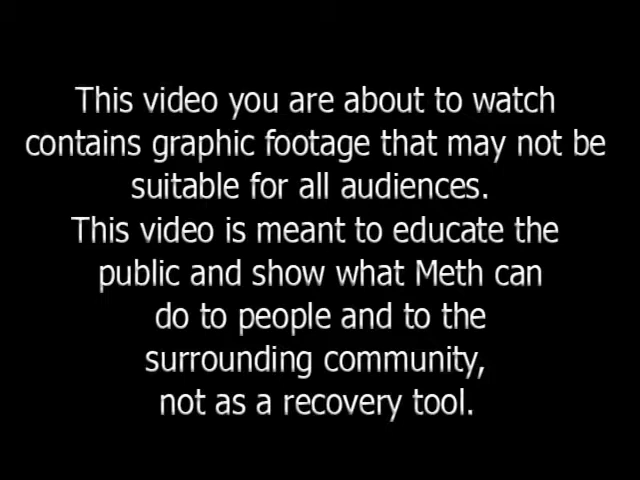 This video you are about to watch
contains graphic footage that may not be
suitable for all audiences.
This video is meant to educate the
public and show what Meth can
do to people and to the
surrounding community,
not as a recovery tool.